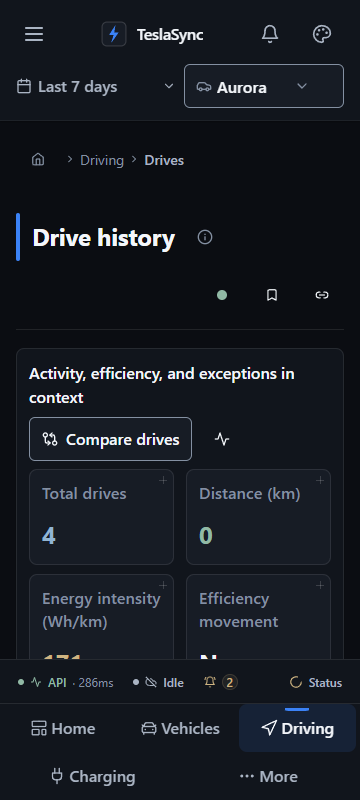 TeslaSync
Last 7 days
Aurora
Driving
Drives
Drive history
Activity, efficiency, and exceptions in
context
Compare drives
Total drives
4
Distance (km)
0
Energy intensity
(Wh/km)
Efficiency
movement
API · 286ms
Idle
2
Status
Home
Vehicles
Driving
Charging
More